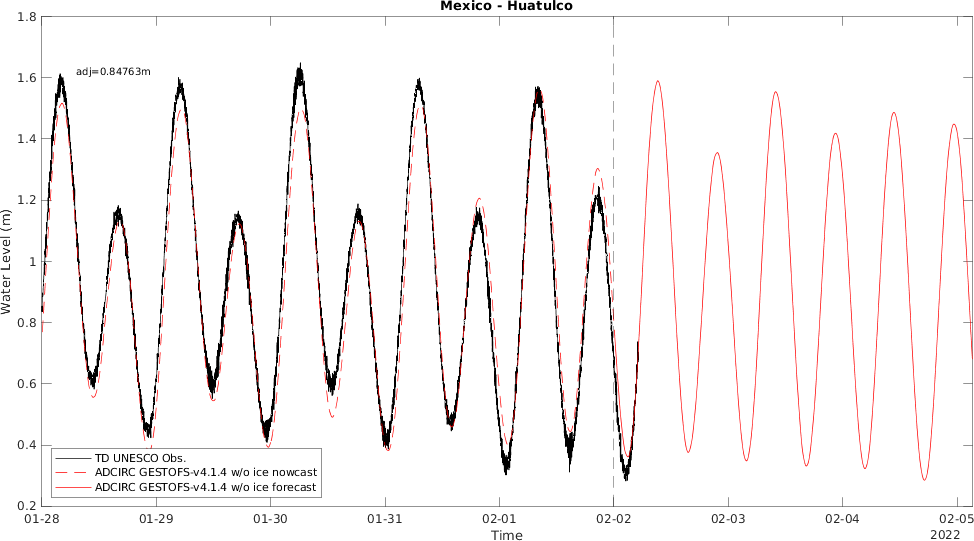 Mexico - Huatulco
1.8
1.6
1.4
1.2
1
0.8
0.6
0.4
0.2
Water Level (m)
adj=0.84763m
TD UNESCO Obs.
ADCIRC GESTOFS-v4.1.4 w/o ice nowcast
ADCIRC GESTOFS-v4.1.4 w/o ice forecast
01-28 01-29 01-30 01-31 02-01 02-02 02-03 02-04 02-05
Time
2022